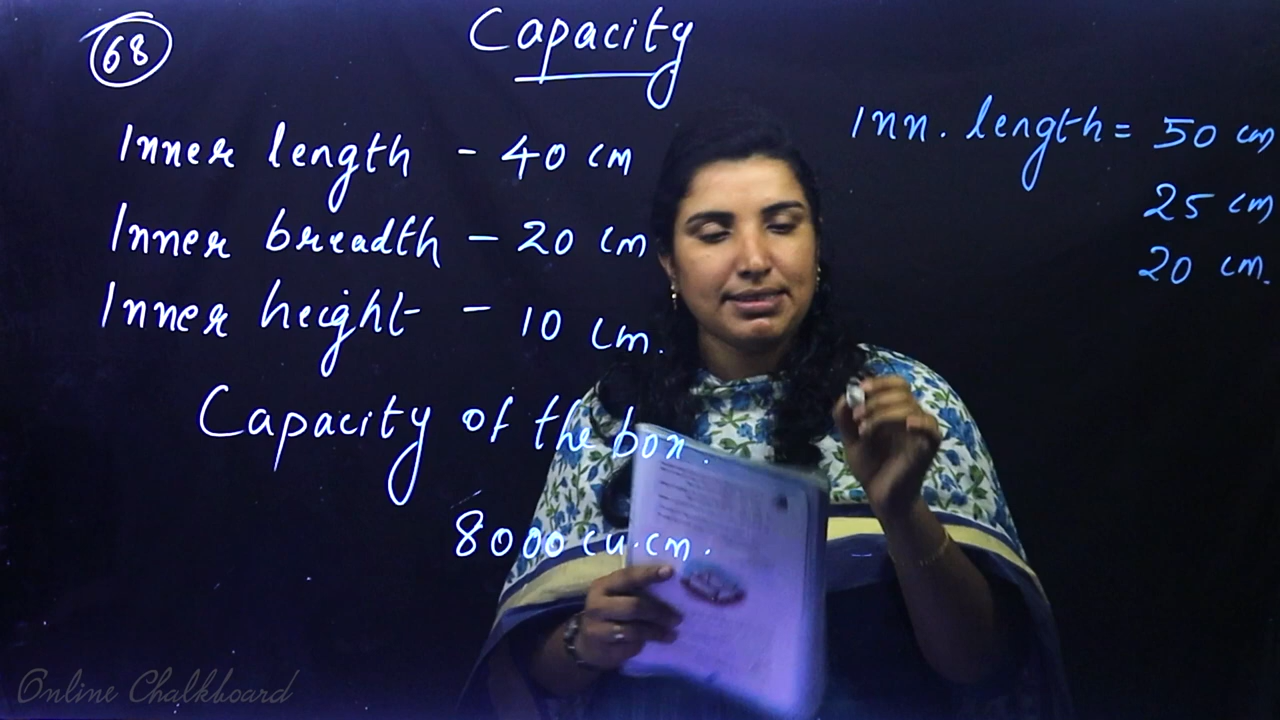 68
Capacity
Inner length - 40 cm
Inner breadth - 20 cm
Inner height - 10 cm.
Capacity of the box.
8000 cu.cm.
Inn. length = 50 cm
25 cm
20 cm.
Online Chalkboard